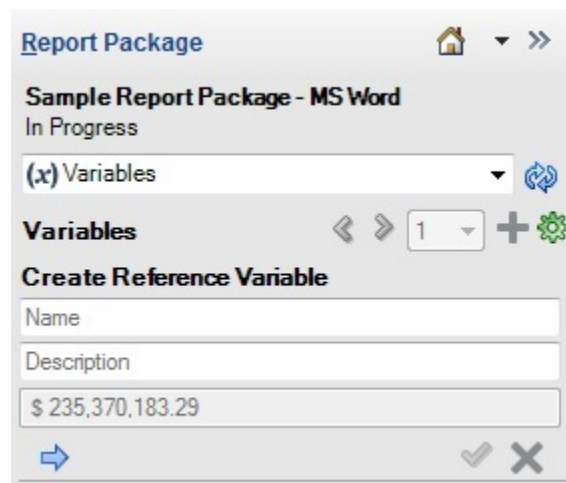 Report Package
Sample Report Package - MS Word
In Progress
(x) Variables
Variables
1
Create Reference Variable
Name
Description
$ 235,370,183.29